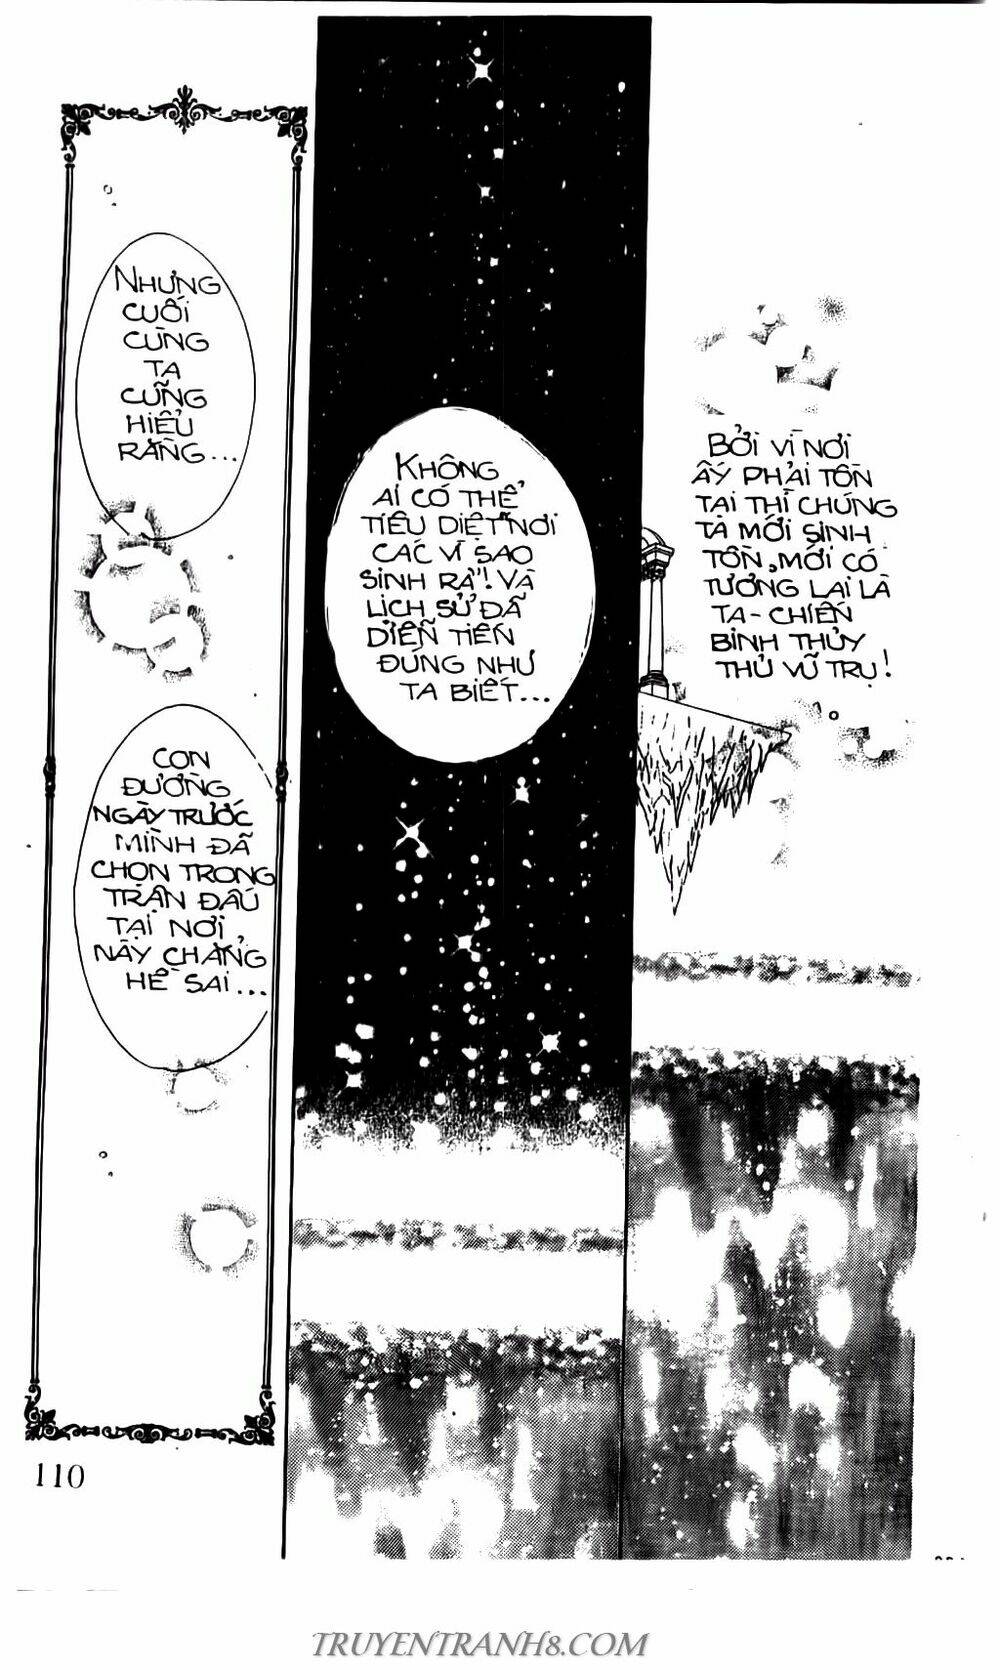 BỞI VÌ NƠI
ẤY PHẢI TỒN
TẠI THÌ CHÚNG
TA MỚI SINH
TỒN, MỚI CÓ
TƯƠNG LAI LÀ
TA - CHIẾN
BINH THỦY
THỦ VŨ TRỤ!
KHÔNG
AI CÓ THỂ
TIÊU DIỆT "NƠI
CÁC VÌ SAO
SINH RA"! VÀ
LỊCH SỬ ĐÃ
DIỄN TIẾN
ĐÚNG NHƯ
TA BIẾT...
NHƯNG
CUỐI
CÙNG
TA
CŨNG
HIỂU
RẰNG...
CON
ĐƯỜNG
NGÀY TRƯỚC
MÌNH ĐÃ
CHỌN TRONG
TRẬN ĐẤU
TẠI NƠI
NÀY CHẲNG
HỀ SAI...
110
TRUYENTRANH8.COM